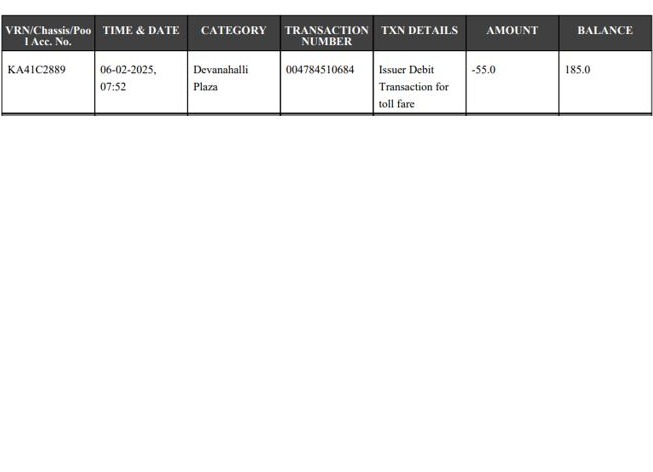 VRN/Chassis/Poo
l Acc. No.
TIME & DATE
CATEGORY
TRANSACTION
NUMBER
TXN DETAILS
AMOUNT
BALANCE
KA41C2889
06-02-2025,
07:52
Devanahalli
Plaza
004784510684
Issuer Debit
Transaction for
toll fare
-55.0
185.0